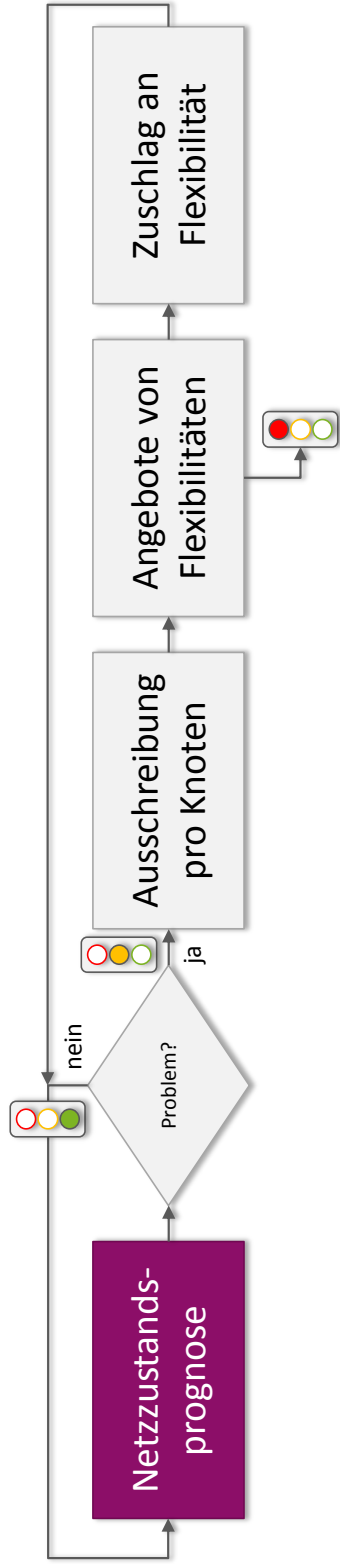 Netzzustands-
prognose
Problem?
nein
ja
Ausschreibung
pro Knoten
Angebote von
Flexibilitäten
Zuschlag an
Flexibilität